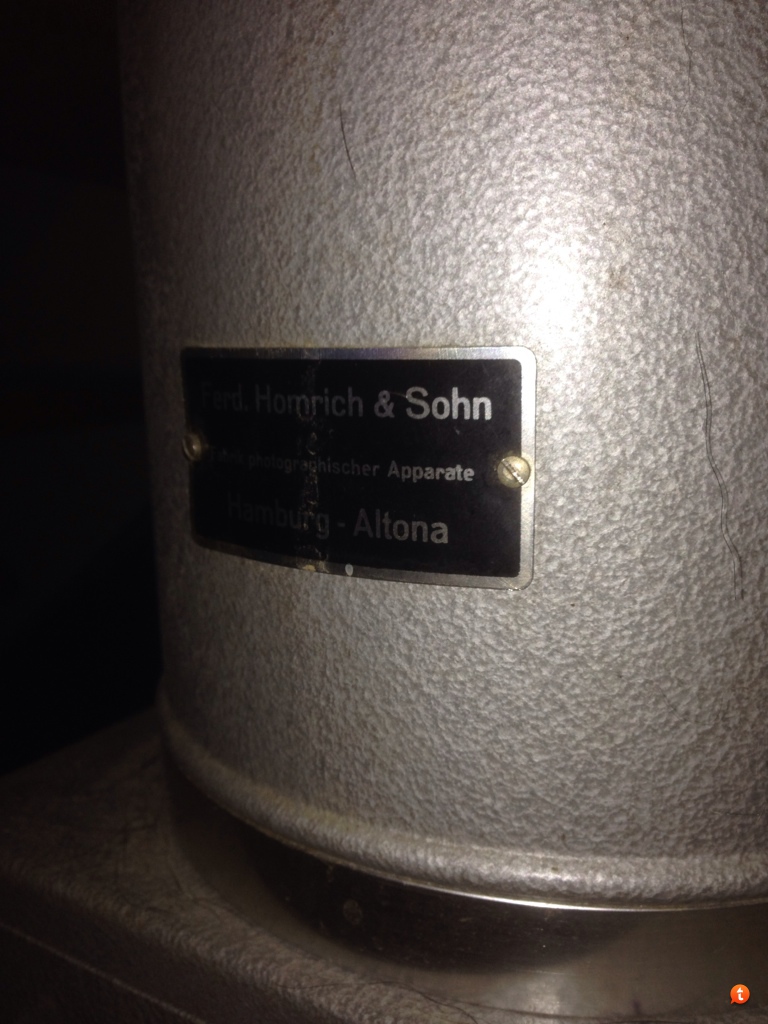 Ferd. Homrich & Sohn
photographischer Apparate
Hamburg - Altona
t